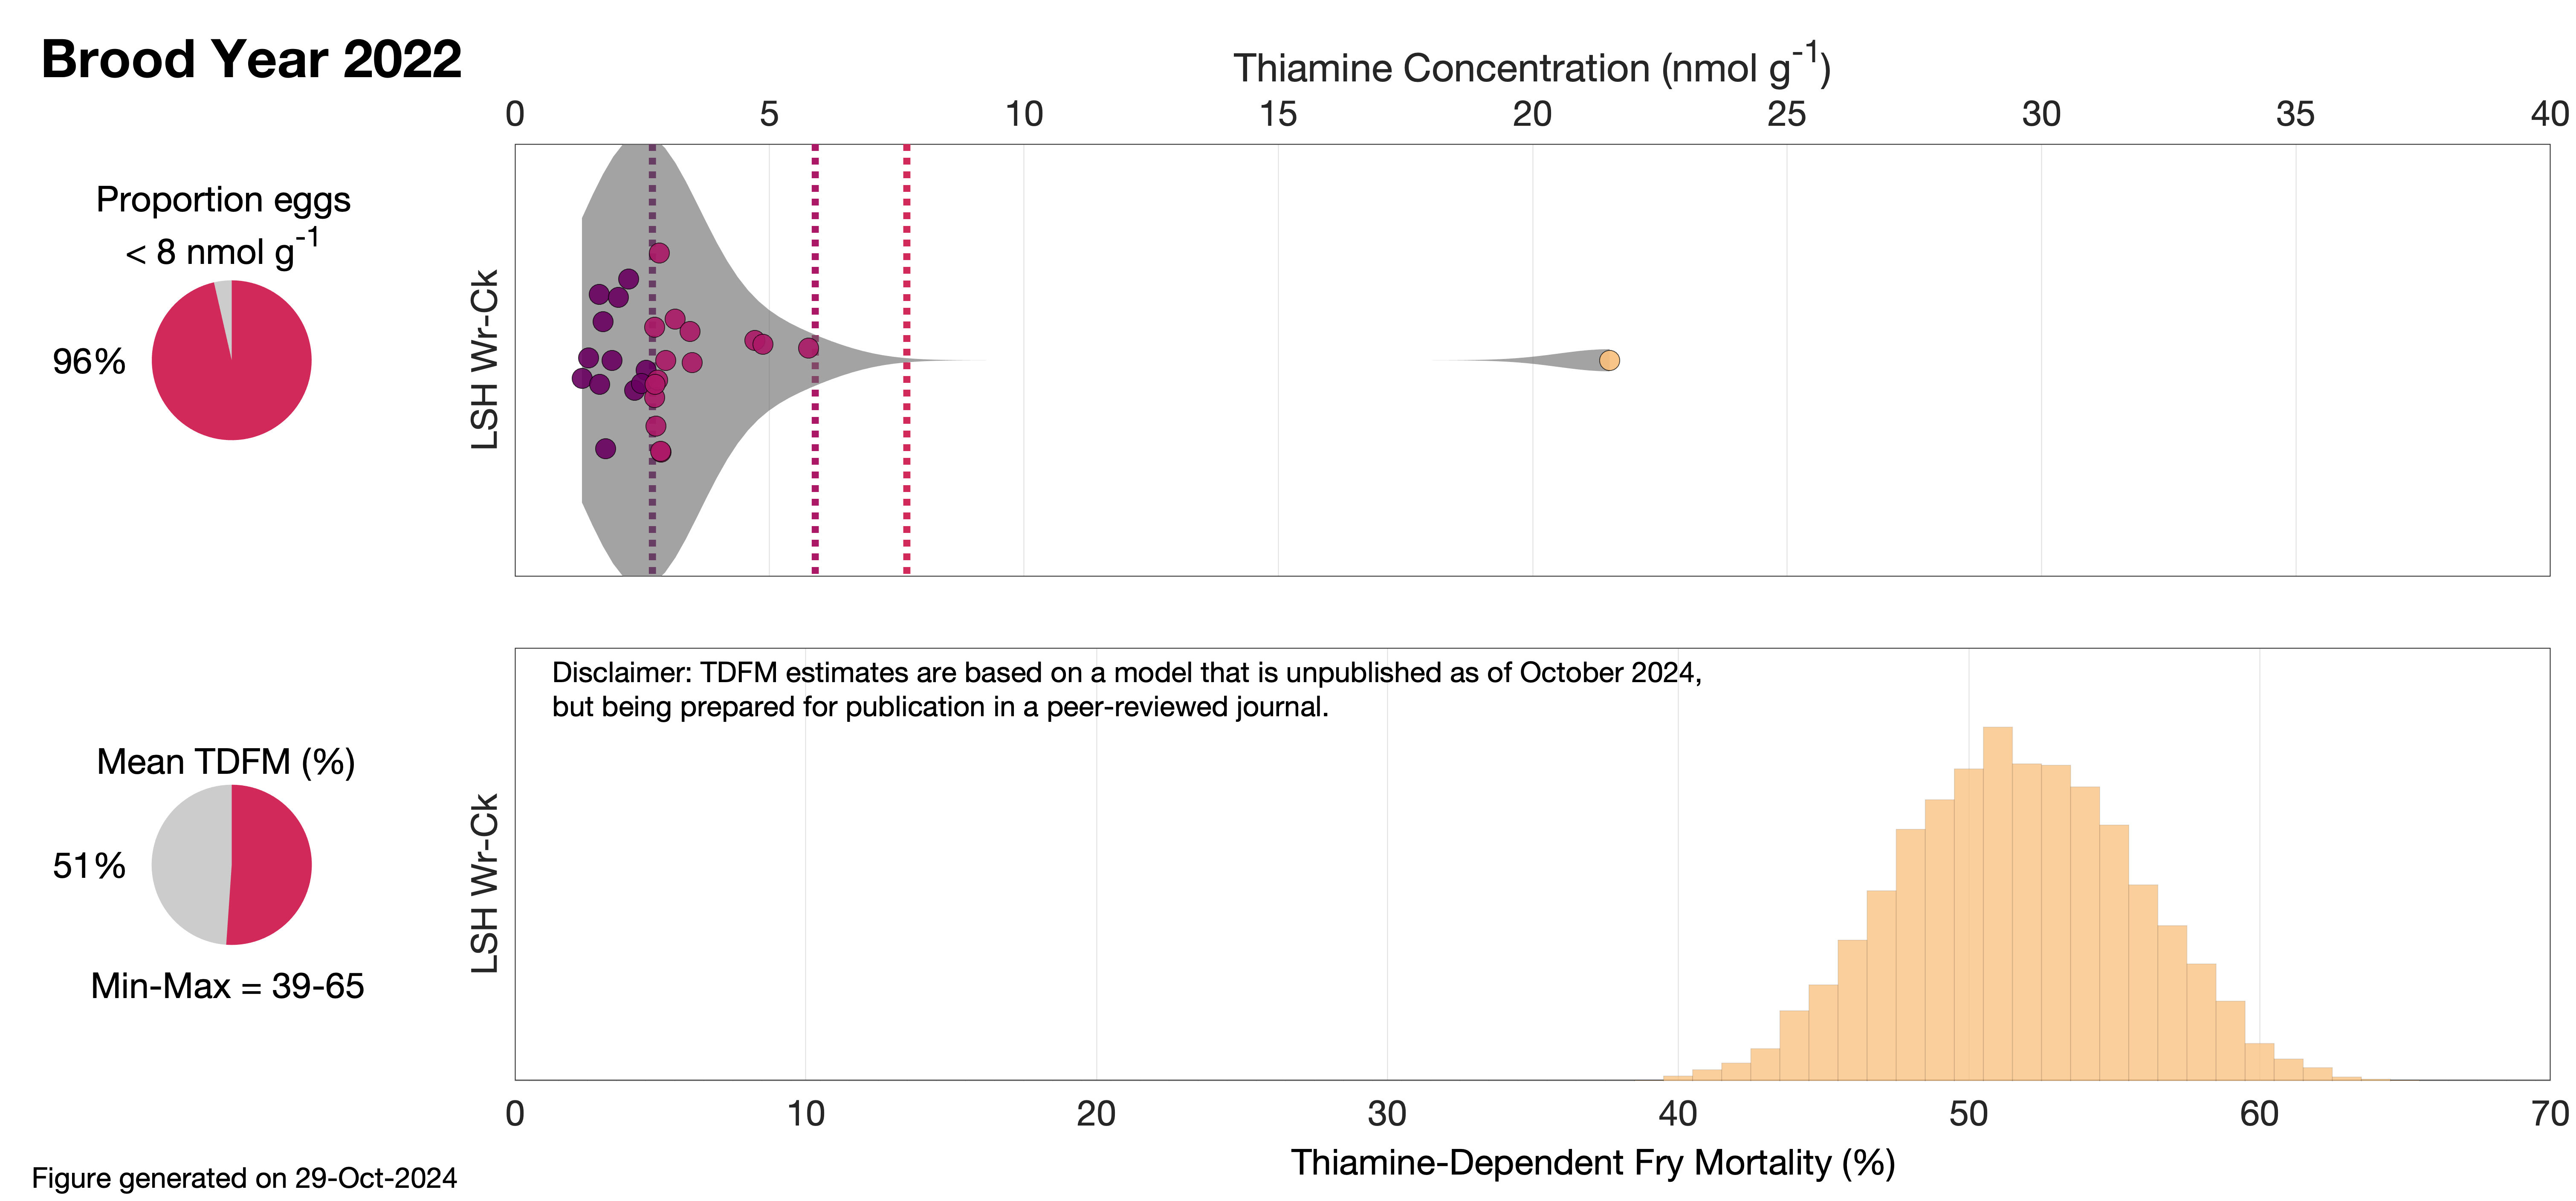 Brood Year 2022
Thiamine Concentration (nmol g⁻¹)
0 5 10 15 20 25 30 35 40
Proportion eggs
< 8 nmol g⁻¹
96%
LSH Wr-Ck
Disclaimer: TDFM estimates are based on a model that is unpublished as of October 2024,
but being prepared for publication in a peer-reviewed journal.
Mean TDFM (%)
51%
Min-Max = 39-65
LSH Wr-Ck
0 10 20 30 40 50 60 70
Thiamine-Dependent Fry Mortality (%)
Figure generated on 29-Oct-2024